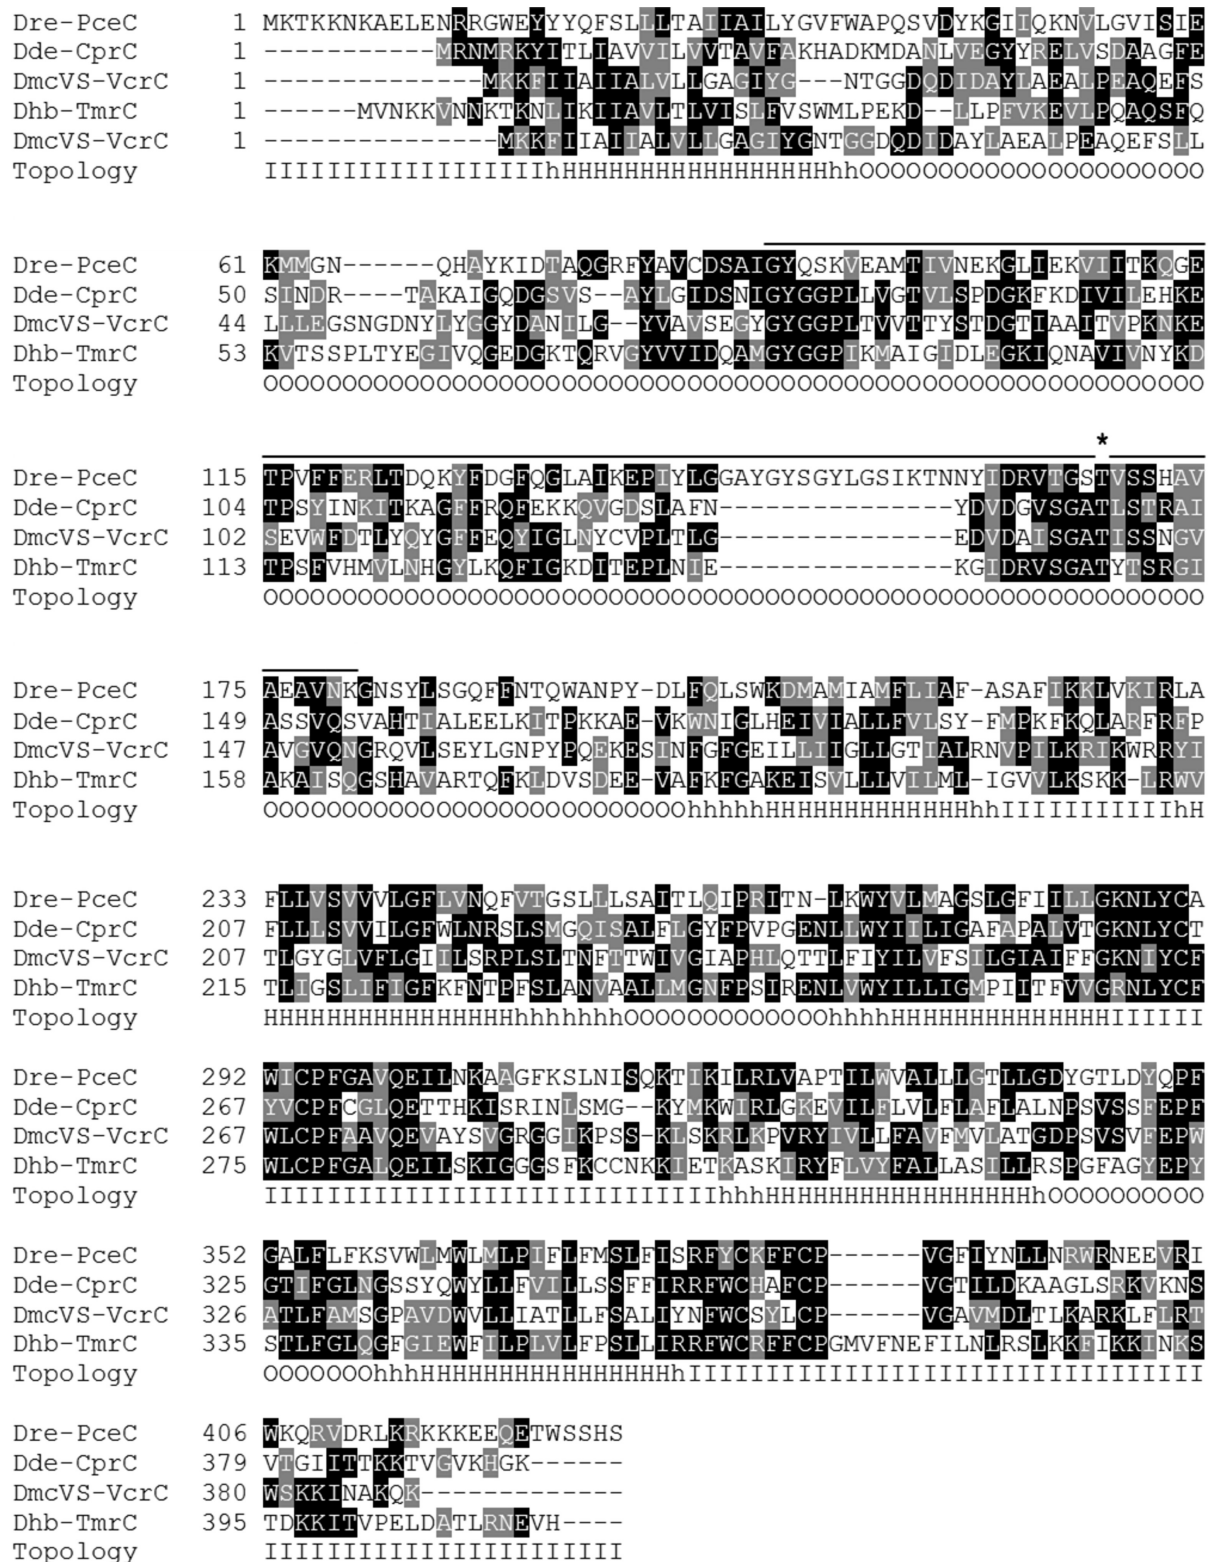 Dre-PceC 1 MKTKKNKAELENRRGWEYYYQFSLLLTAIIAILYGVFWAPQSVDYKGIIQKNVLGVISIE
Dde-CprC 1 -----------MRNMRKYITLIAVVILVVTAVFAKHADKMDANLVEGYYRELVSDAAGFE
DmcVS-VcrC 1 --------------MKKFIIAIIALVLLGAGIYG---NTGGDQDIDAYLAEALPEAQEFS
Dhb-TmrC 1 ------MVNKKVNNKTKNLIKIIAVLTLVISLFVSWMLPEKD--LLPFVKEVLPQAQSFQ
DmcVS-VcrC 1 ---------------MKKFIIAIIALVLLGAGIYGNTGGDQDIDAYLAEALPEAQEFSLL
Topology IIIIIIIIIIIIIIIIIIhHHHHHHHHHHHHHHHHHhhOOOOOOOOOOOOOOOOOOOOOO
Dre-PceC 61 KMMGN------QHAYKIDTAQGRFYAVCDSAIGYQSKVEAMTIVNEKGLIEKVIITKQGE
Dde-CprC 50 SINDR----TAKAIGQDGSVS--AYLGIDSNIGYGGPLLVGTVLSPDGKFKDIVILEHKE
DmcVS-VcrC 44 LLLEGSNGDNYLYGGYDANILG--YVAVSEGYGYGGPLTVVTTYSTDGTIAAITVPKNKE
Dhb-TmrC 53 KVTSSPLTYEGIVQGEDGKTQRVGYVVIDQAMGYGGPIKMAIGIDLEGKIQNAVIVNYKD
Topology OOOOOOOOOOOOOOOOOOOOOOOOOOOOOOOOOOOOOOOOOOOOOOOOOOOOOOOOOOOO
*
Dre-PceC 115 TPVFFERLTDQKYFDGFQGLAIKEPIYLGGAYGYSGYLGSIKTNNYIDRVTGSTVSSHAV
Dde-CprC 104 TPSYINKITKAGFFRQFEKKQVGDSLAFN---------------YDVDGVSGATLSTRAI
DmcVS-VcrC 102 SEVWFDTLYQYGFFEQYIGLNYCVPLTLG---------------EDVDAISGATISSNGV
Dhb-TmrC 113 TPSFVHMVLNHGYLKQFIGKDITEPLNIE---------------KGIDRVSGATYTSRGI
Topology OOOOOOOOOOOOOOOOOOOOOOOOOOOOOOOOOOOOOOOOOOOOOOOOOOOOOOOOOOOO
Dre-PceC 175 AEAVNKGNSYLSGQFFNTQWANPY-DLFQLSWKDMAMIAMFLIAF-ASAFIKKLVKIRLA
Dde-CprC 149 ASSVQSVAHTIALEELKITPKKAE-VKWNIGLHEIVIALLFVLSY-FMPKFKQLARFRFP
DmcVS-VcrC 147 AVGVQNGRQVLSEYLGNPYPQEKESINFGFGEILLIIGLLGTIALRNVPILKRIKWRRYI
Dhb-TmrC 158 AKAISQGSHAVARTQFKLDVSDEE-VAFKFGAKEISVLLLVILML-IGVVLKSKK-LRWV
Topology OOOOOOOOOOOOOOOOOOOOOOOOOOOhhhhhHHHHHHHHHHHHHhhIIIIIIIIIIIhH
Dre-PceC 233 FLLVSVVVLGFLVNQFVTGSLLLSAITLQIPRITN-LKWYVLMAGSLGFIILLGKNLYCA
Dde-CprC 207 FLLLSVVILGFWLNRSLSMGQISALFLGYFPVPGENLLWYIILIGAFAPALVTGKNLYCT
DmcVS-VcrC 207 TLGYGLVFLGIILSRPLSLTNFTTWIVGIAPHLQTTLFIYILVFSILGIAIFFGKNIYCF
Dhb-TmrC 215 TLIGSLIFIGFKFNTPFSLANVAALLMGNFPSIRENLVWYILLIGMPIITFVVGRNLYCF
Topology HHHHHHHHHHHHHHHHhhhhhhhOOOOOOOOOOOOOhhhhHHHHHHHHHHHHHHIIIIII
Dre-PceC 292 WICPFGAVQEILNKAAGFKSLNISQKTIKILRLVAPTILWVALLLGTLLGDYGTLDYQPF
Dde-CprC 267 YVCPFCGLQETTHKISRINLSMG--KYMKWIRLGKEVILFLVLFLAFLALNPSVSSFEPF
DmcVS-VcrC 267 WLCPFAAVQEVAYSVGRGGIKPSS-KLSKRLKPVRYIVLLFAVFMVLATGDPSVSVFEPW
Dhb-TmrC 275 WLCPFGALQEILSKIGGGSFKCCNKKIETKASKIRYFLVYFALLASILLRSPGFAGYEPY
Topology IIIIIIIIIIIIIIIIIIIIIIIIIIIIIhhhHHHHHHHHHHHHHHHHHhOOOOOOOOOO
Dre-PceC 352 GALFLFKSVWLMWLMLPIFLFMSLFISRFYCKFFCP------VGFIYNLLNRWRNEEVRI
Dde-CprC 325 GTIFGLNGSSYQWYLLFVILLSSFFIRRFWCHAFCP------VGTILDKAAGLSRKVKNS
DmcVS-VcrC 326 ATLFAMSGPAVDWVLLIATLLFSALIYNFWCSYLCP------VGAVMDLTLKARKLFLRT
Dhb-TmrC 335 STLFGLQGFGIEWFILPLVLFPSLLIRRFWCRFFCPGMVFNEFILNLRSLKKFIKKINKS
Topology OOOOOOOhhhHHHHHHHHHHHHHHHHhIIIIIIIIIIIIIIIIIIIIIIIIIIIIIIIII
Dre-PceC 406 WKQRVDRLKRKKKEEQETWSSHS
Dde-CprC 379 VTGIITTKKTVGVKHGK------
DmcVS-VcrC 380 WSKKINAKQK-------------
Dhb-TmrC 395 TDKKITVPELDATLRNEVH----
Topology IIIIIIIIIIIIIIIIIIIIIII